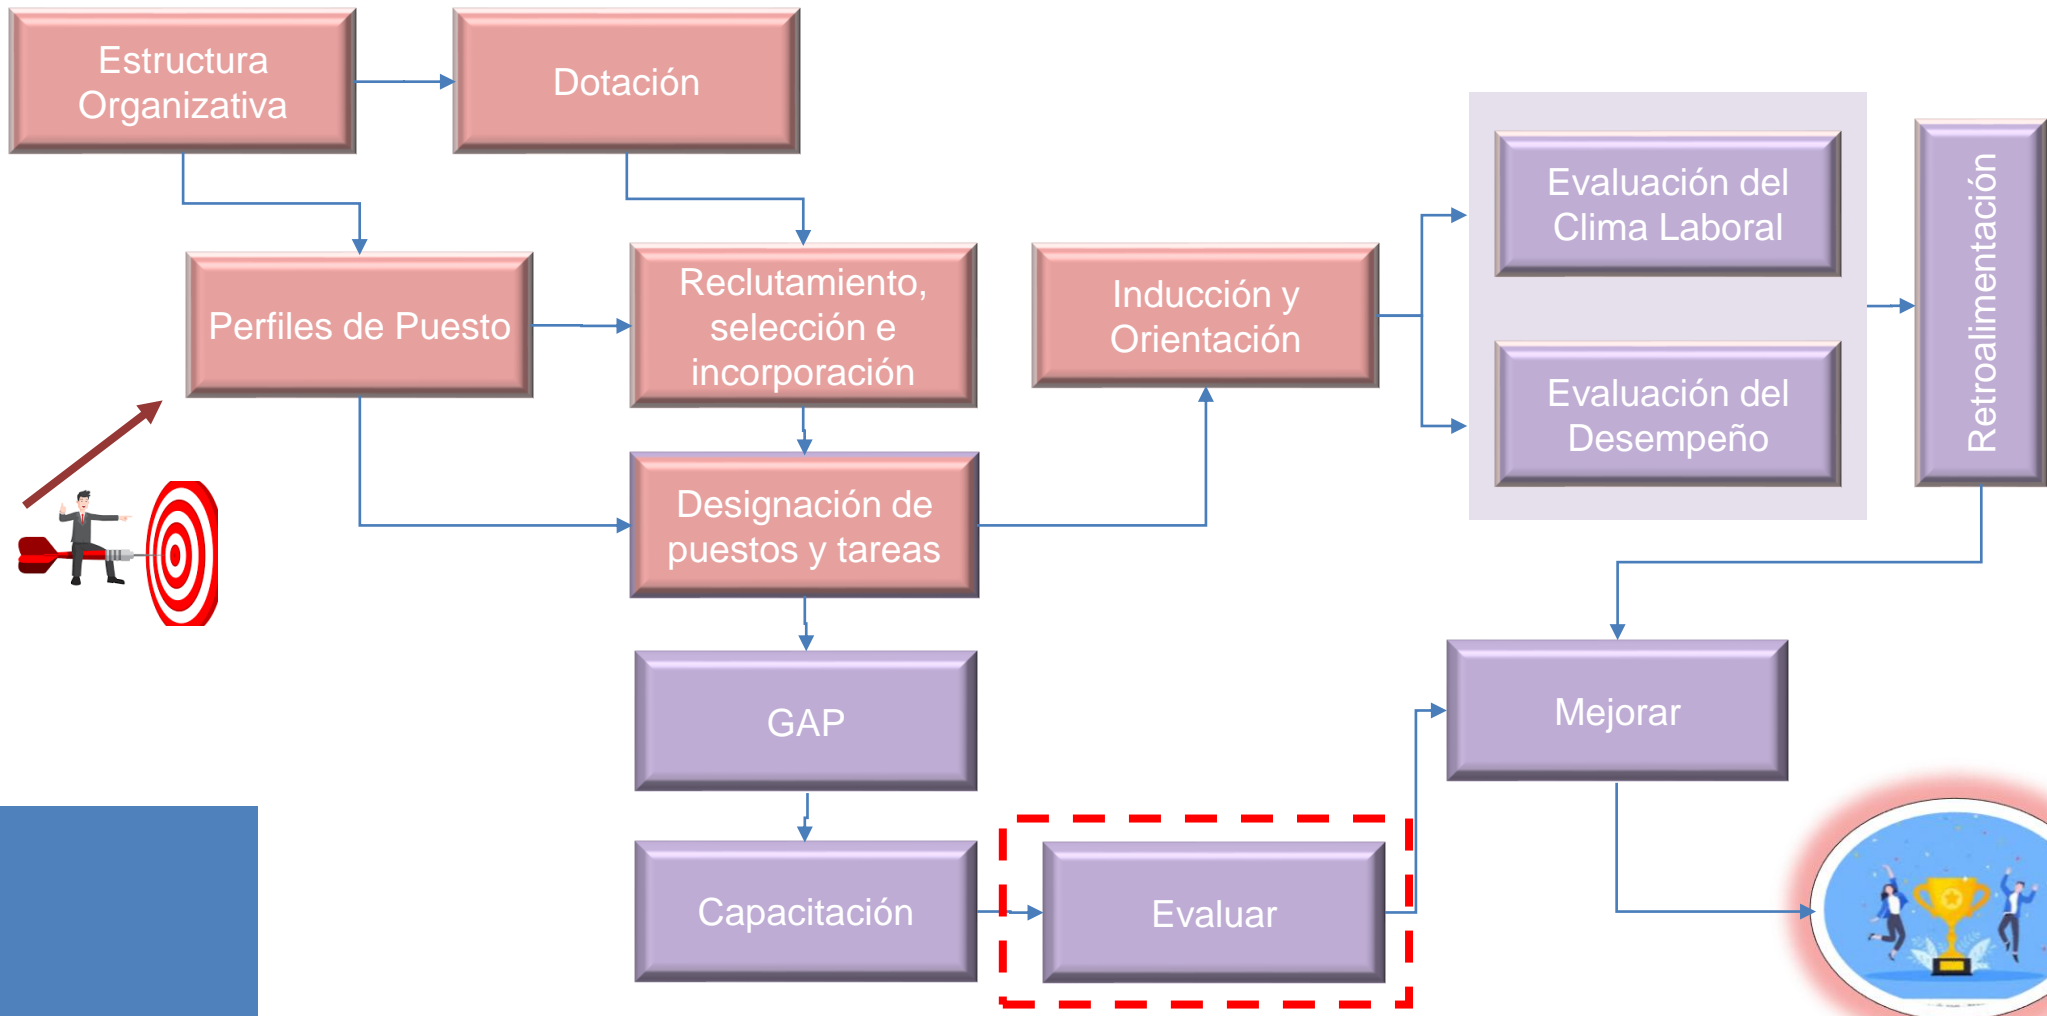 Estructura
Organizativa
Dotación
Perfiles de Puesto
Reclutamiento,
selección e
incorporación
Designación de
puestos y tareas
Inducción y
Orientación
Evaluación del
Clima Laboral
Evaluación del
Desempeño
Retroalimentación
GAP
Capacitación
Evaluar
Mejorar